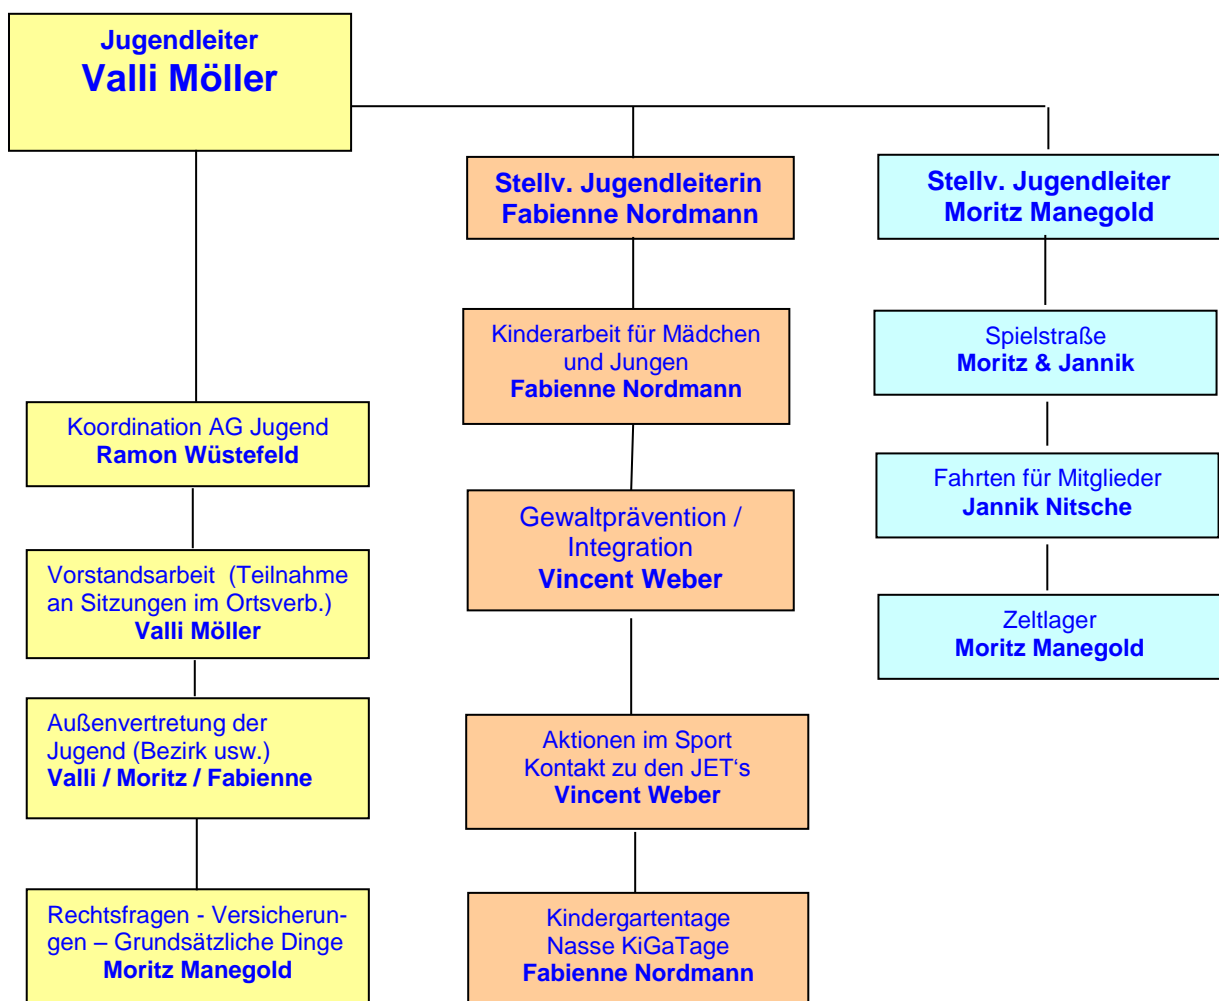 Jugendleiter
Valli Möller
Stellv. Jugendleiterin
Fabienne Nordmann
Stellv. Jugendleiter
Moritz Manegold
Kinderarbeit für Mädchen
und Jungen
Fabienne Nordmann
Spielstraße
Moritz & Jannik
Koordination AG Jugend
Ramon Wüstefeld
Gewaltprävention /
Integration
Vincent Weber
Fahrten für Mitglieder
Jannik Nitsche
Vorstandsarbeit  (Teilnahme
an Sitzungen im Ortsverb.)
Valli Möller
Zeltlager
Moritz Manegold
Außenvertretung der
Jugend (Bezirk usw.)
Valli / Moritz / Fabienne
Aktionen im Sport
Kontakt zu den JET‘s
Vincent Weber
Rechtsfragen - Versicherun-
gen – Grundsätzliche Dinge
Moritz Manegold
Kindergartentage
Nasse KiGaTage
Fabienne Nordmann